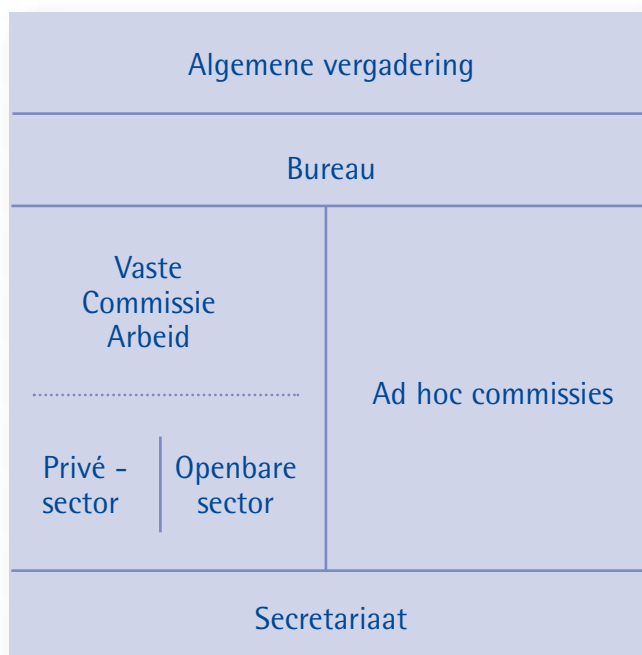 Algemene vergadering
Bureau
Vaste
Commissie
Arbeid
Privé -
sector
Openbare
sector
Ad hoc commissies
Secretariaat